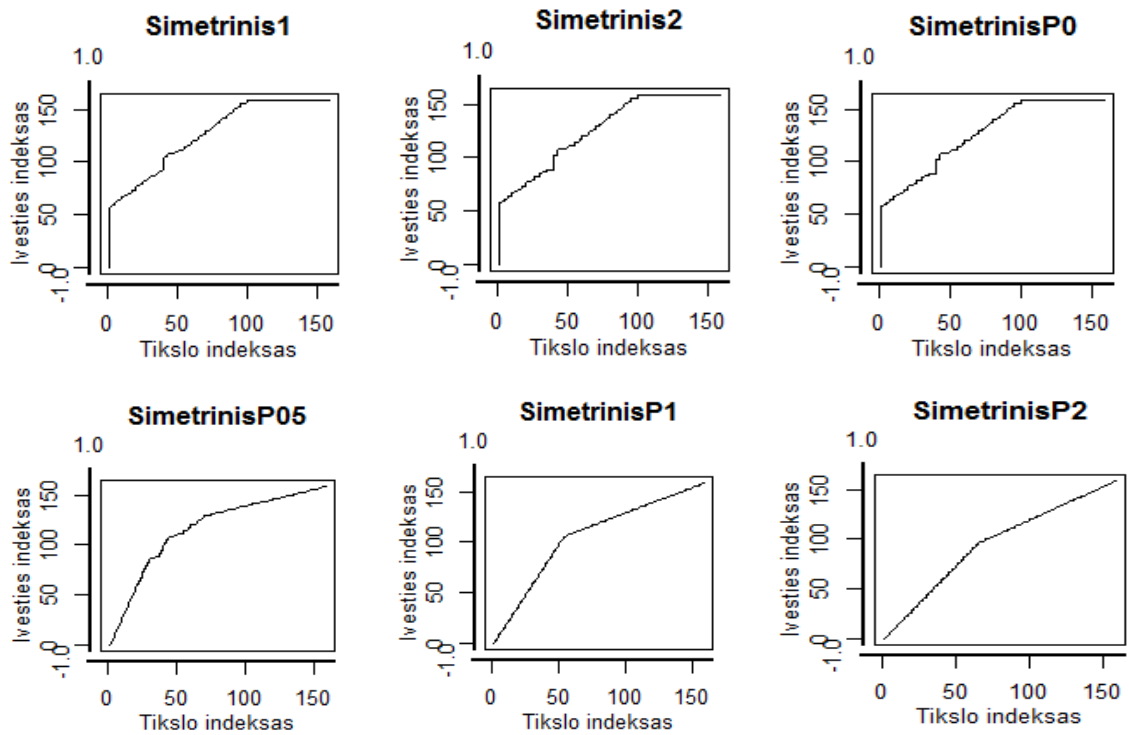 Simetrinis1
1.0
Ivesties indeksas
-1.0
0
50
100
150
0 50 100 150
Tikslo indeksas
Simetrinis2
1.0
Ivesties indeksas
-1.0
0
50
100
150
0 50 100 150
Tikslo indeksas
SimetrinisP0
1.0
Ivesties indeksas
-1.0
0
50
100
150
0 50 100 150
Tikslo indeksas
SimetrinisP05
1.0
Ivesties indeksas
-1.0
0
50
100
150
0 50 100 150
Tikslo indeksas
SimetrinisP1
1.0
Ivesties indeksas
-1.0
0
50
100
150
0 50 100 150
Tikslo indeksas
SimetrinisP2
1.0
Ivesties indeksas
-1.0
0
50
100
150
0 50 100 150
Tikslo indeksas